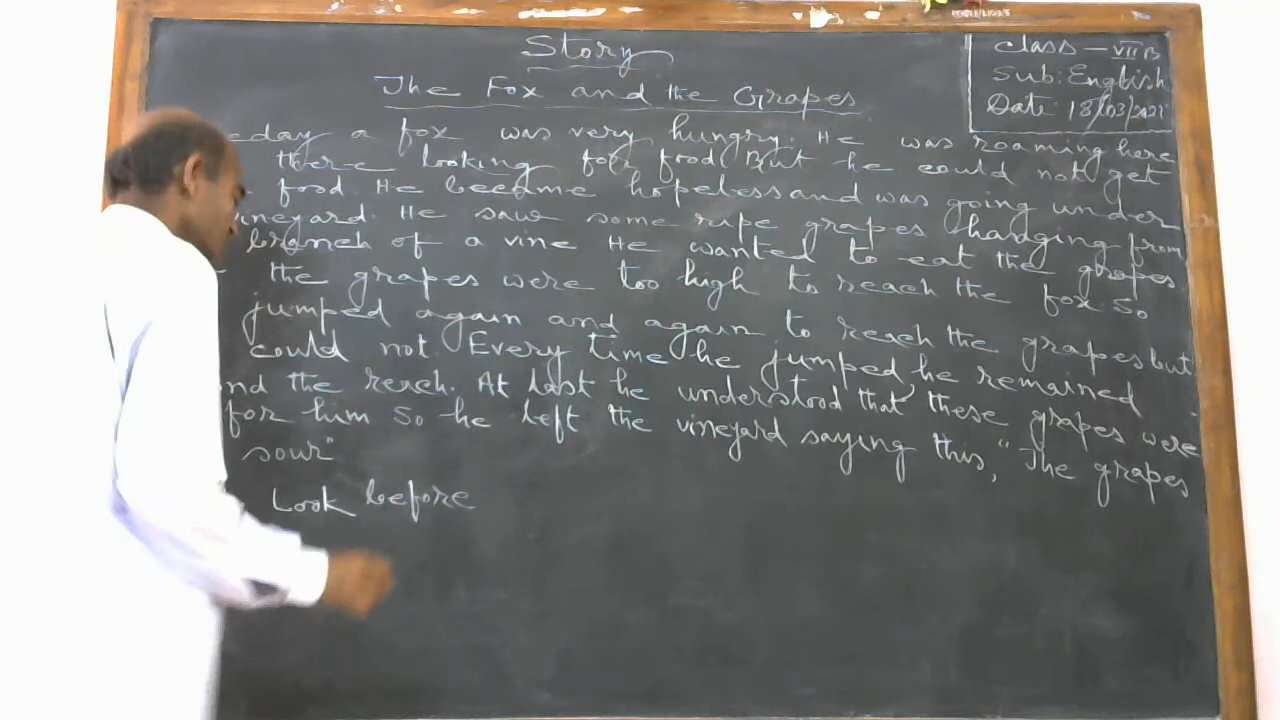 Story
The Fox and the Grapes
class - VII B
Sub: English
Date: 18/03/2021
eday a fox was very hungry. He was roaming here
there looking for food. But he could not get
food. He became hopeless and was going under
vineyard. He saw some ripe grapes hanging from
branch of a vine He wanted to eat the grapes
the grapes were too high to reach the fox. So
jumped again and again to reach the grapes but
could not. Every time he jumped, he remained
nd the reach. At last he understood that these grapes were
for him So he left the vineyard saying this, "The grapes
sour"
Look before